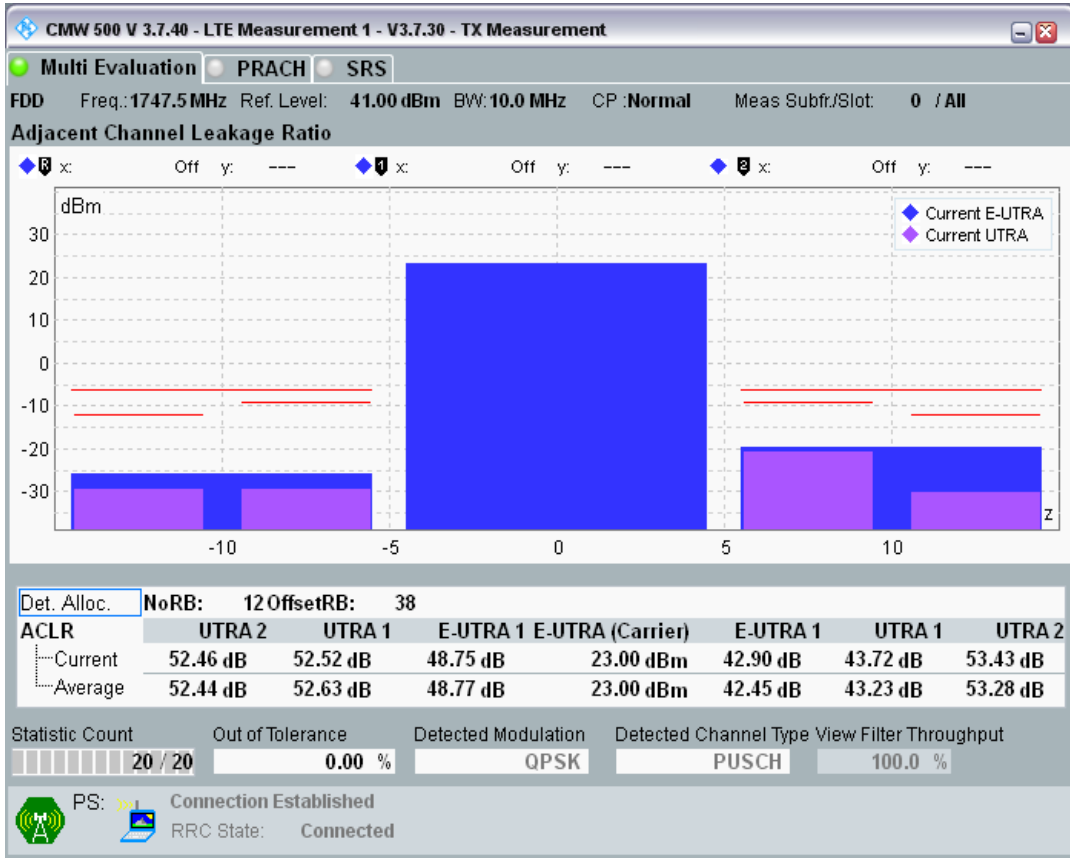 CMW 500 V 3.7.40 - LTE Measurement 1 - V3.7.30 - TX Measurement
Multi Evaluation PRACH SRS
FDD Freq.: 1747.5 MHz Ref. Level: 41.00 dBm BW: 10.0 MHz CP : Normal Meas Subfr./Slot: 0 / All
Adjacent Channel Leakage Ratio
R x: Off y: --- 1 x: Off y: --- 2 x: Off y: ---
dBm
Current E-UTRA
Current UTRA
30
20
10
0
-10
-20
-30
z
-10 -5 0 5 10
Det. Alloc. NoRB: 12 OffsetRB: 38
ACLR UTRA 2 UTRA 1 E-UTRA 1 E-UTRA (Carrier) E-UTRA 1 UTRA 1 UTRA 2
Current 52.46 dB 52.52 dB 48.75 dB 23.00 dBm 42.90 dB 43.72 dB 53.43 dB
Average 52.44 dB 52.63 dB 48.77 dB 23.00 dBm 42.45 dB 43.23 dB 53.28 dB
Statistic Count Out of Tolerance Detected Modulation Detected Channel Type View Filter Throughput
20 / 20 0.00 % QPSK PUSCH 100.0 %
PS: Connection Established
RRC State: Connected